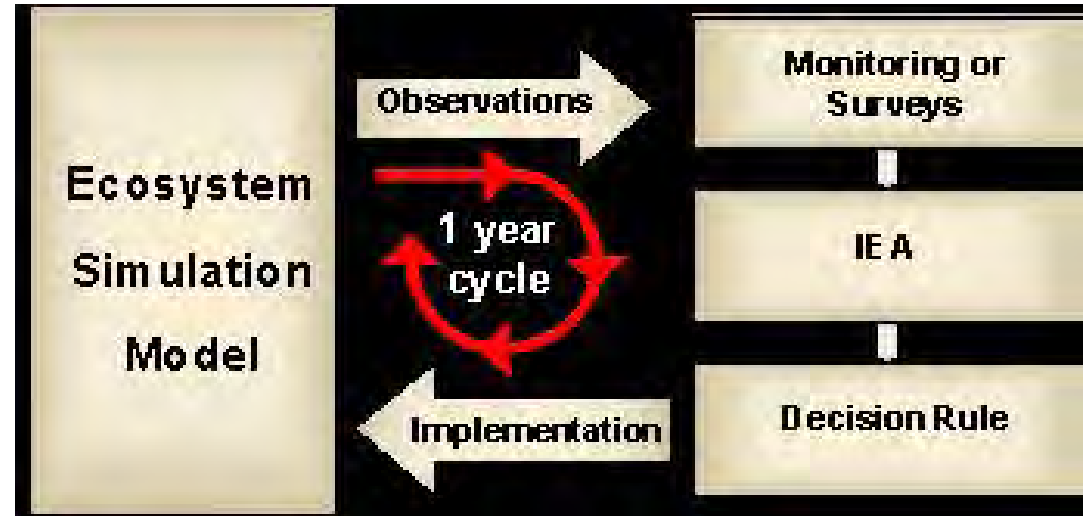 Ecosystem
Simulation
Model
Observations
1 year
cycle
Implementation
Monitoring or
Surveys
IEA
Decision Rule